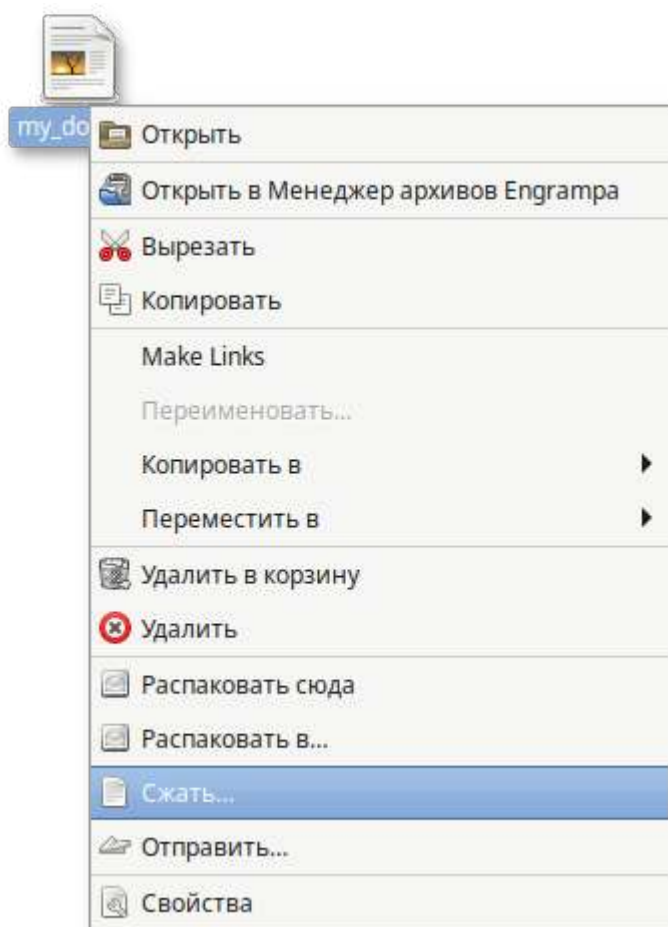 my_do
Открыть
Открыть в Менеджер архивов Engrampa
Вырезать
Копировать
Make Links
Переименовать...
Копировать в
Переместить в
Удалить в корзину
Удалить
Распаковать сюда
Распаковать в...
Сжать...
Отправить...
Свойства